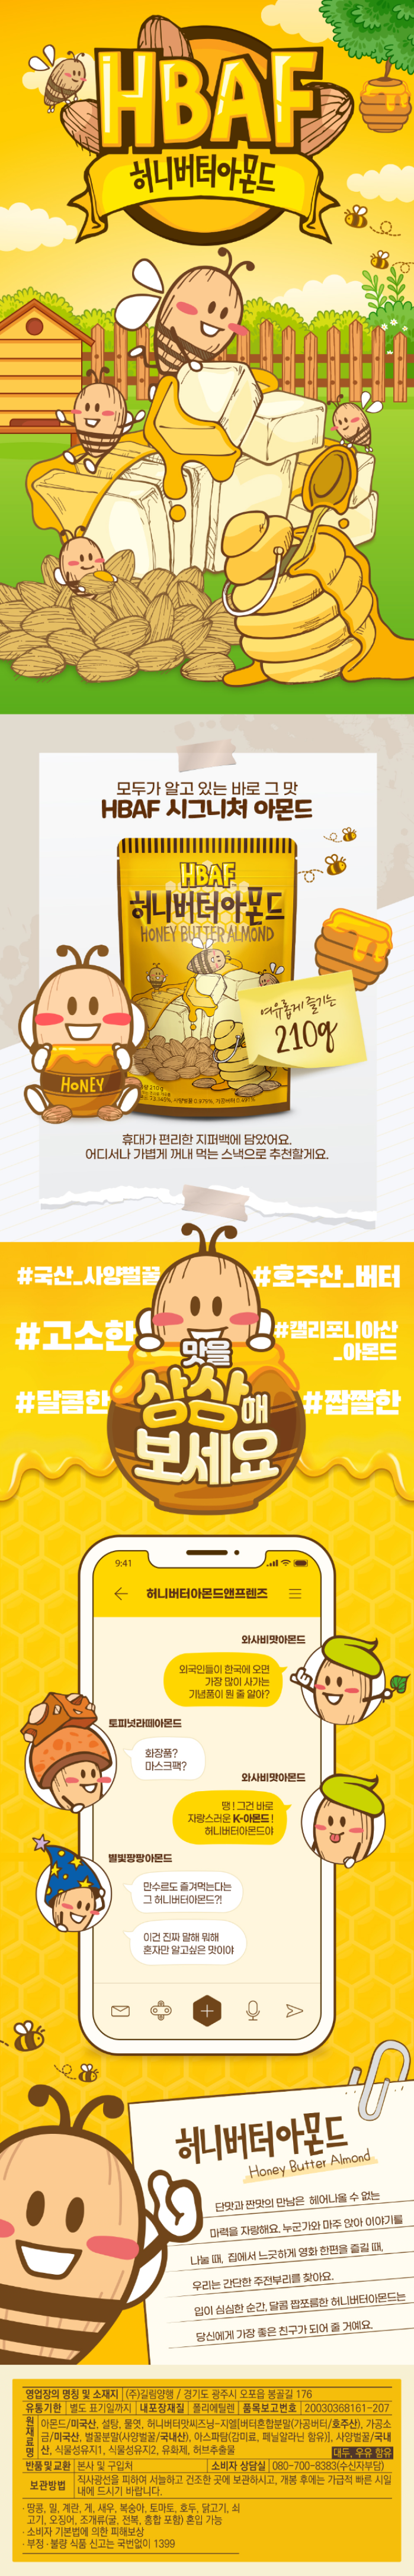 HBAF
허니버터아몬드
모두가 알고 있는 바로 그 맛
HBAF 시그니처 아몬드
HBAF
허니버터아몬드
HONEY BUTTER ALMOND
여유롭게 즐기는
210g
HONEY
휴대가 편리한 지퍼백에 담았어요.
어디서나 가볍게 꺼내 먹는 스낵으로 추천할게요.
#국산_사양벌꿀
#호주산_버터
#고소한
#캘리포니아산
_아몬드
#달콤한
#짭짤한
맛을
상상해
보세요
9:41
허니버터아몬드앤프렌즈
와사비맛아몬드
외국인들이 한국에 오면
가장 많이 사가는
기념품이 뭔 줄 알아?
토피넛라떼아몬드
화장품?
마스크팩?
와사비맛아몬드
땡! 그건 바로
자랑스러운 K-아몬드!
허니버터아몬드야
별빛팡팡아몬드
만수르도 즐겨먹는다는
그 허니버터아몬드?!
이건 진짜 말해 뭐해
혼자만 알고싶은 맛이야
허니버터아몬드
Honey Butter Almond
단맛과 짠맛의 만남은 헤어나올 수 없는
마력을 자랑해요. 누군가와 마주 앉아 이야기를
나눌 때, 집에서 느긋하게 영화 한편을 즐길 때,
우리는 간단한 주전부리를 찾아요.
입이 심심한 순간, 달콤 짭쪼름한 허니버터아몬드는
당신에게 가장 좋은 친구가 되어 줄 거예요.
영업장의 명칭 및 소재지 (주)길림양행 / 경기도 광주시 오포읍 봉골길 176
유통기한 별도 표기일까지 내포장재질 폴리에틸렌 품목보고번호 20030368161-207
원재료명 아몬드/미국산, 설탕, 물엿, 허니버터맛씨즈닝-지엘[버터혼합분말(가공버터/호주산), 가공소
금/미국산, 벌꿀분말(사양벌꿀/국내산), 아스파탐(감미료, 페닐알라닌 함유)], 사양벌꿀/국내
산, 식물성유지1, 식물성유지2, 유화제, 허브추출물 대두, 우유 함유
반품 및 교환 본사 및 구입처 소비자 상담실 080-700-8383(수신자부담)
보관방법 직사광선을 피하여 서늘하고 건조한 곳에 보관하시고, 개봉 후에는 가급적 빠른 시일
내에 드시기 바랍니다.
· 땅콩, 밀, 계란, 게, 새우, 복숭아, 토마토, 호두, 닭고기, 쇠
고기, 오징어, 조개류(굴, 전복, 홍합 포함) 혼입 가능
· 소비자 기본법에 의한 피해보상
· 부정·불량 식품 신고는 국번없이 1399